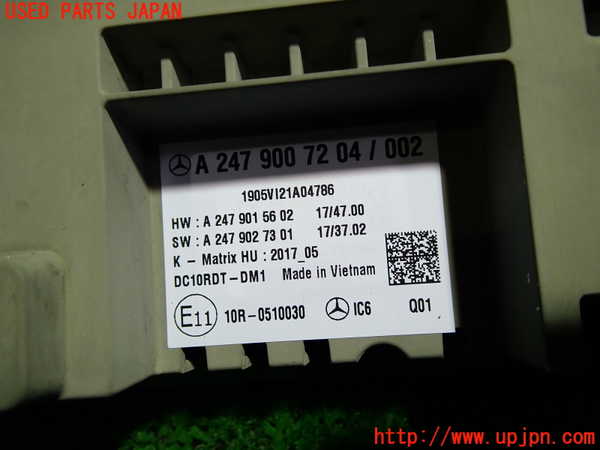 USED PARTS JAPAN
A 247 900 72 04 / 002
1905VI21A04786
HW : A 247 901 56 02 17/47.00
SW : A 247 902 73 01 17/37.02
K - Matrix HU : 2017_05
DC10RDT-DM1 Made in Vietnam
E11 10R-0510030 IC6 Q01
http://www.upjpn.com